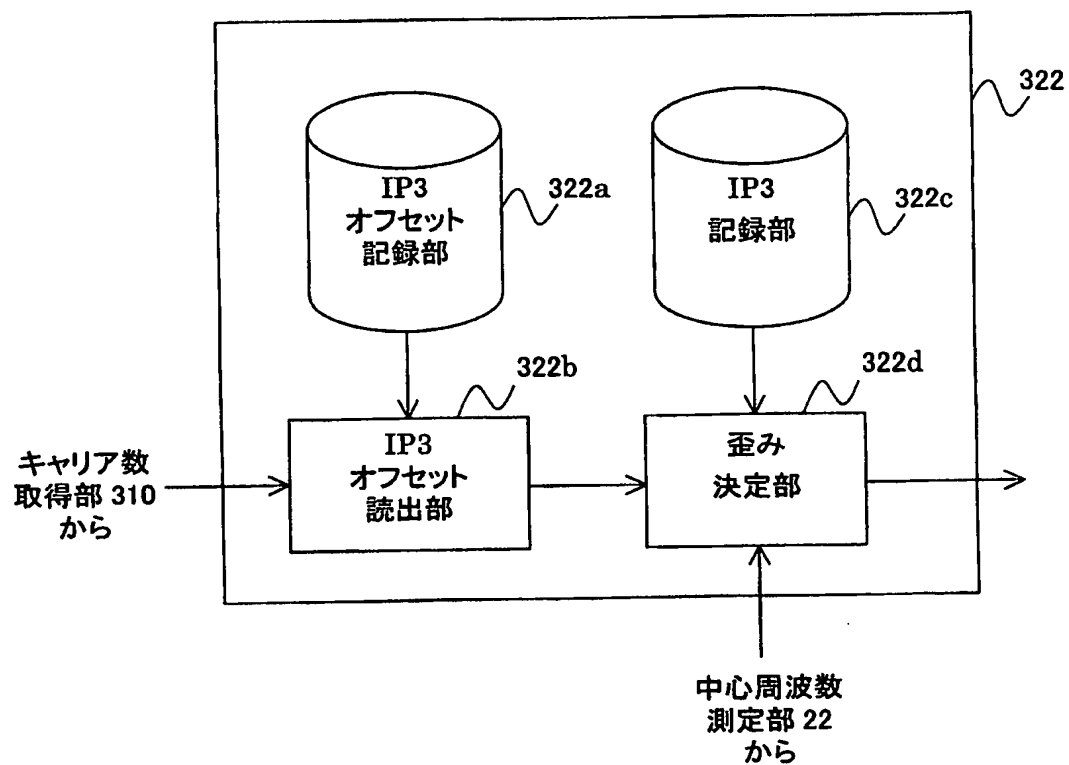 322
IP3
オフセット
記録部
322a
IP3
記録部
322c
322b
322d
キャリア数
取得部 310
から
IP3
オフセット
読出部
歪み
決定部
中心周波数
測定部 22
から